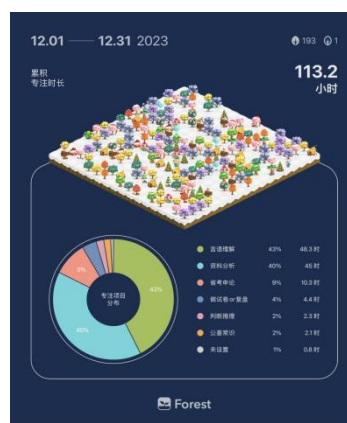 12.01 —— 12.31 2023
193 1
累积
专注时长
113.2
小时
专注项目
分布
43%
40%
9%
言语理解 43% 48.3 时
资料分析 40% 45 时
省考申论 9% 10.3 时
做试卷or复盘 4% 4.4 时
判断推理 2% 2.3 时
公基常识 2% 2.1 时
未设置 1% 0.8 时
Forest